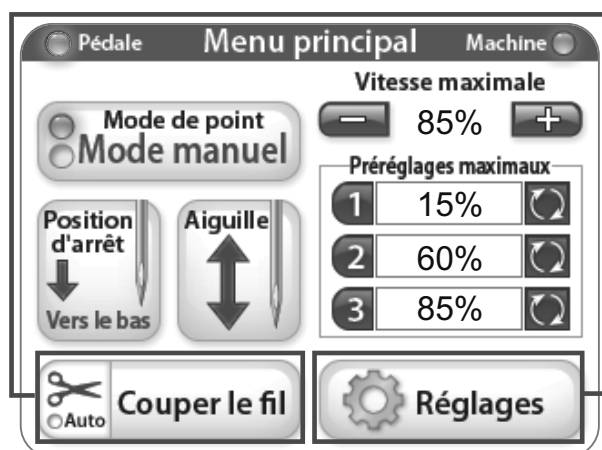 Pédale Menu principal Machine
Vitesse maximale
− 85% +
Mode de point
Mode manuel
Préréglages maximaux
1 15%
2 60%
3 85%
Position
d'arrêt
Vers le bas
Aiguille
Auto
Couper le fil
Réglages